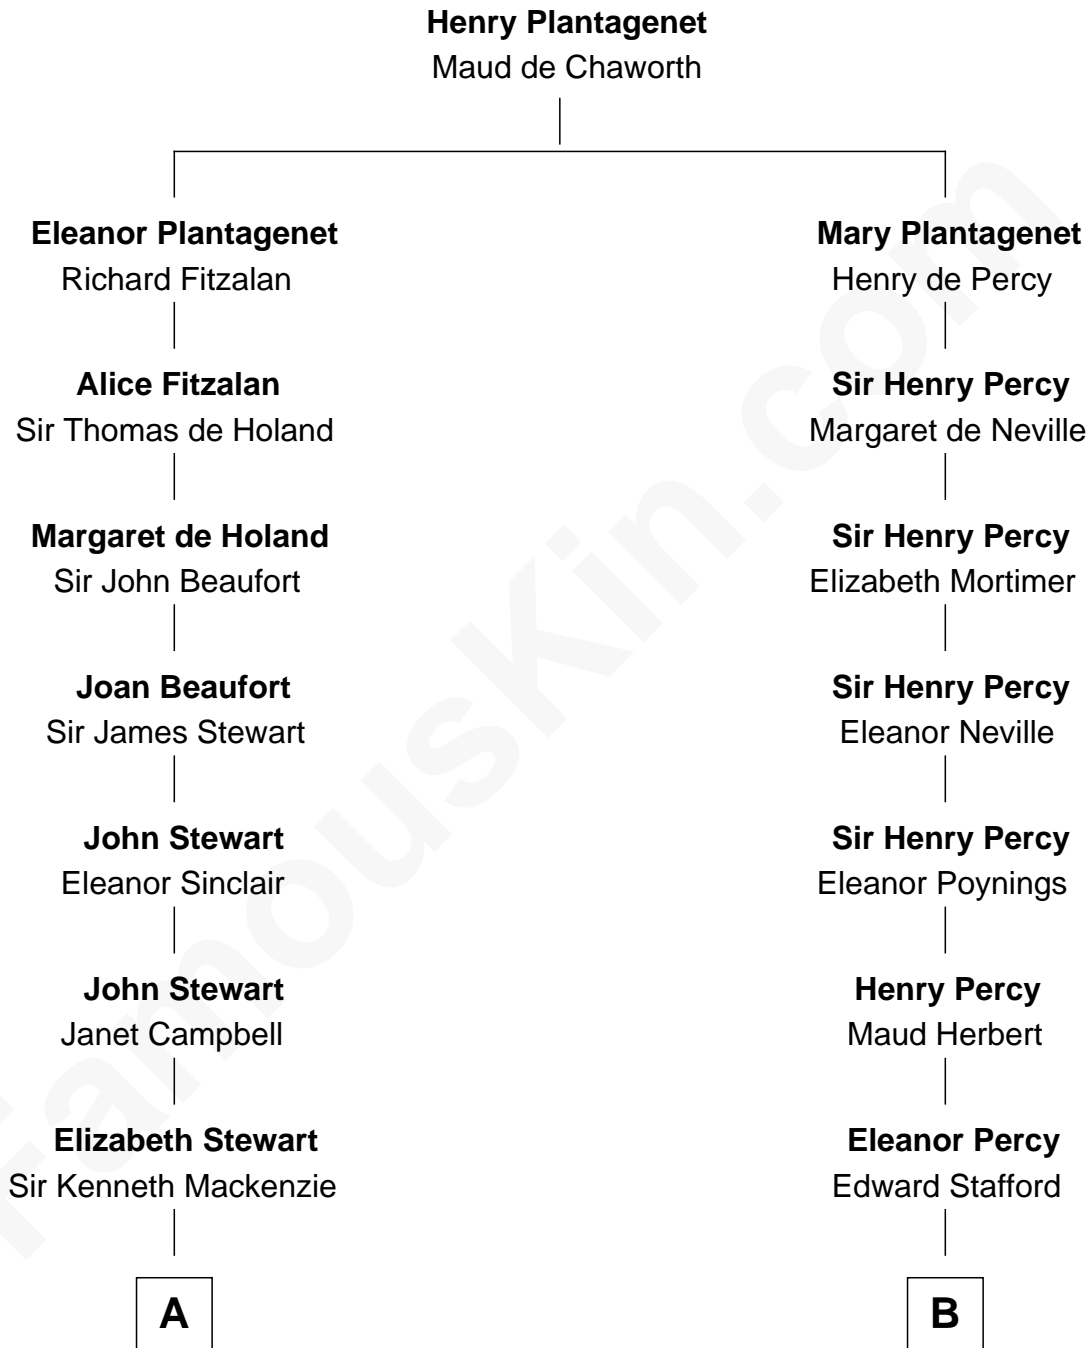 Henry Plantagenet
Maud de Chaworth
Eleanor Plantagenet
Richard Fitzalan
Mary Plantagenet
Henry de Percy
Alice Fitzalan
Sir Thomas de Holand
Sir Henry Percy
Margaret de Neville
Margaret de Holand
Sir John Beaufort
Sir Henry Percy
Elizabeth Mortimer
Joan Beaufort
Sir James Stewart
Sir Henry Percy
Eleanor Neville
John Stewart
Eleanor Sinclair
Sir Henry Percy
Eleanor Poynings
John Stewart
Janet Campbell
Henry Percy
Maud Herbert
Elizabeth Stewart
Sir Kenneth Mackenzie
Eleanor Percy
Edward Stafford
A
B
FamousKin.com